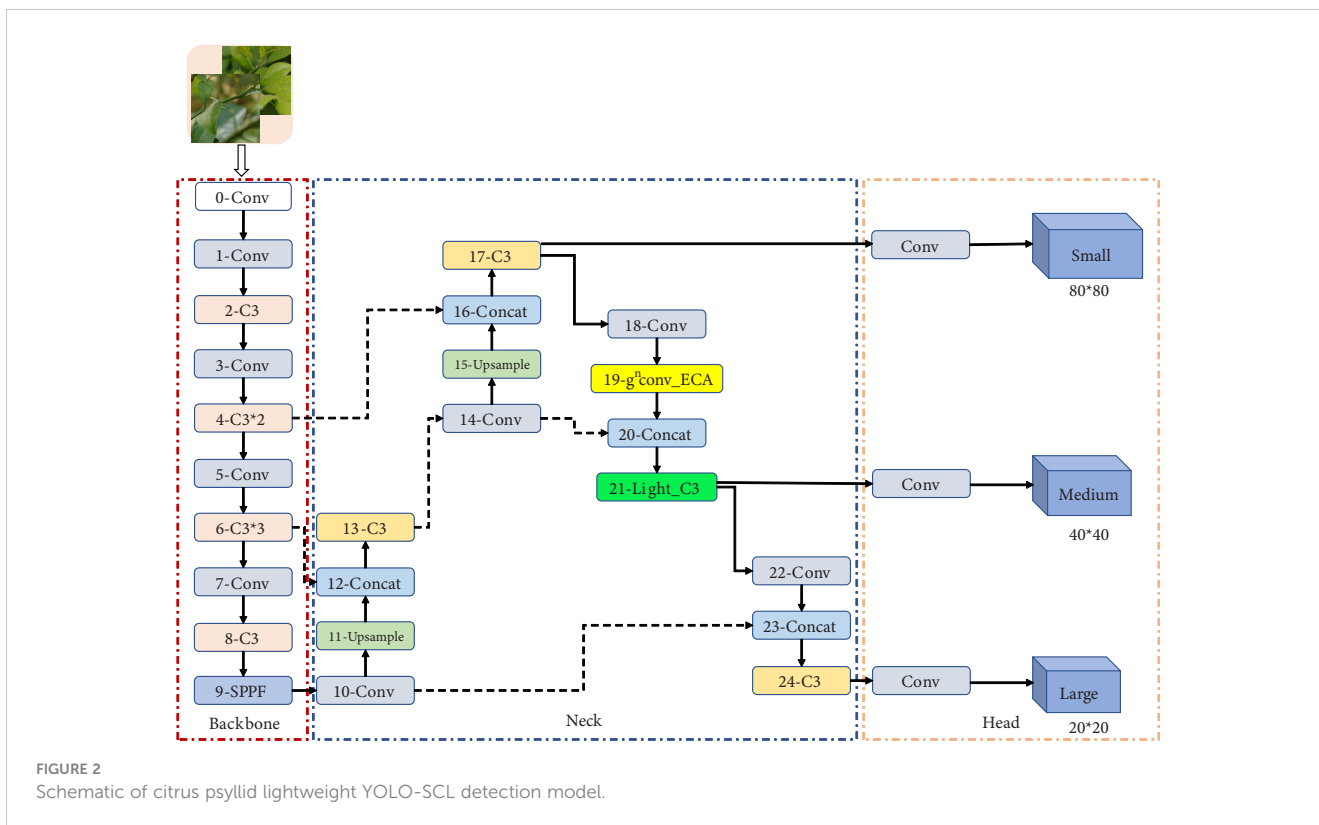 0-Conv
1-Conv
2-C3
3-Conv
4-C3*2
5-Conv
6-C3*3
7-Conv
8-C3
9-SPPF
Backbone
13-C3
12-Concat
11-Upsample
10-Conv
17-C3
16-Concat
15-Upsample
14-Conv
18-Conv
19-gⁿconv_ECA
20-Concat
21-Light_C3
22-Conv
23-Concat
24-C3
Neck
Conv
Small
80*80
Conv
Medium
40*40
Conv
Large
20*20
Head
FIGURE 2
Schematic of citrus psyllid lightweight YOLO-SCL detection model.